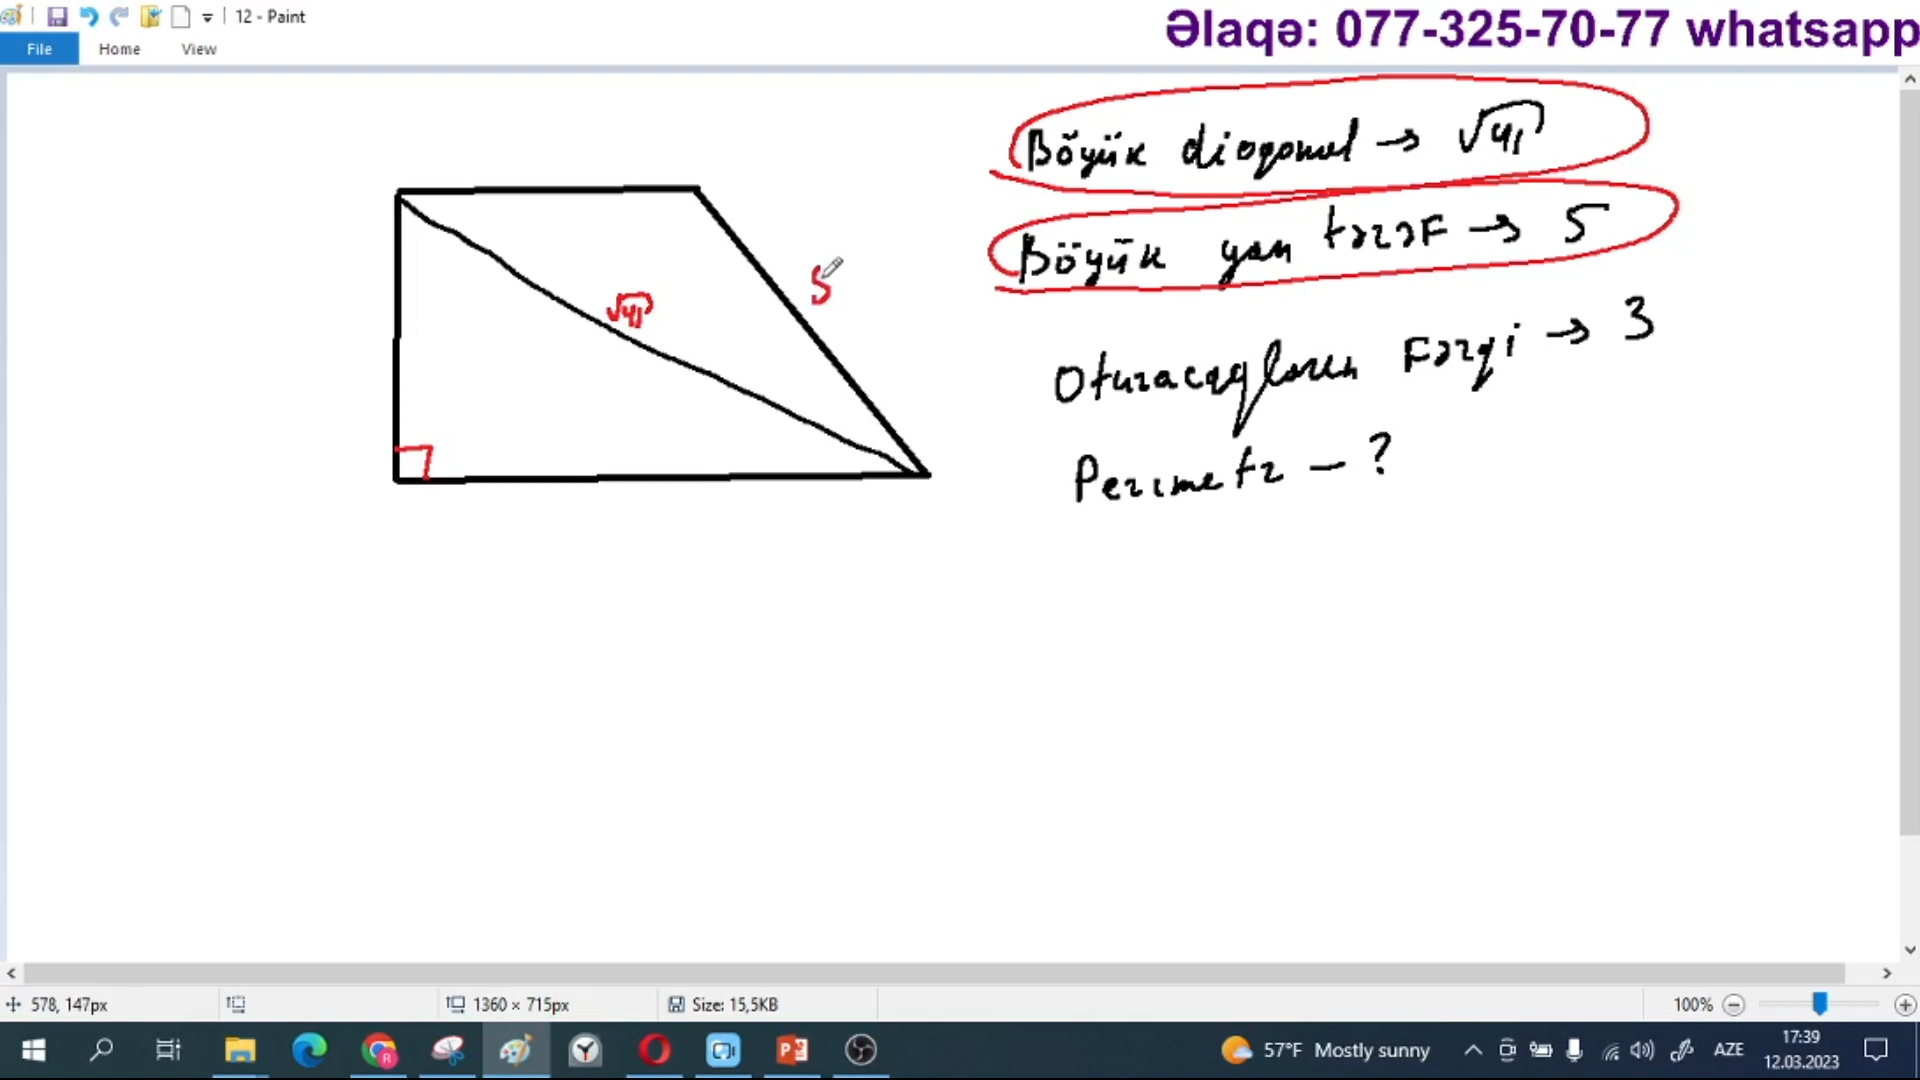 12 - Paint
Əlaqə: 077-325-70-77 whatsapp
File Home View
Böyük diaqonal → √41
Böyük yan tərəf → 5
√41
5
Oturacaqların Fərqi → 3
Perimetr – ?
578, 147px
1360 × 715px
Size: 15,5KB
100%
57°F Mostly sunny
AZE
17:39
12.03.2023